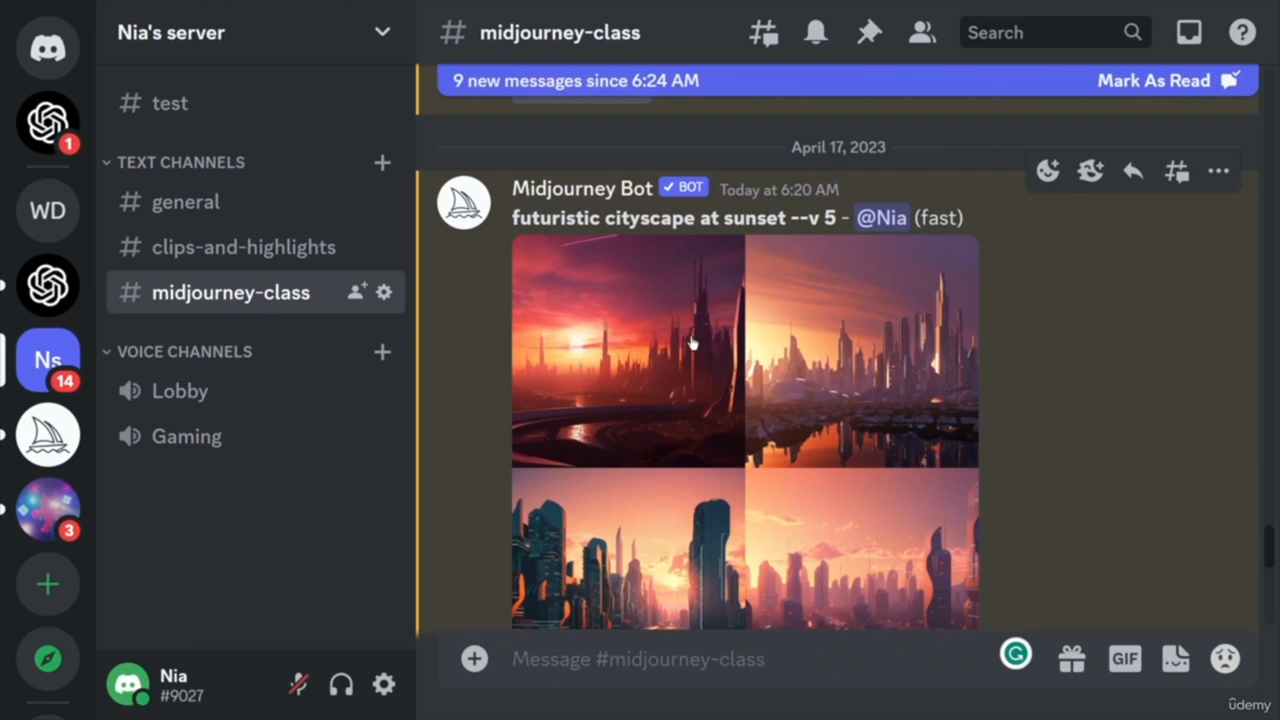 Nia's server
# midjourney-class
Search
9 new messages since 6:24 AM
Mark As Read
# test
April 17, 2023
1
TEXT CHANNELS
Midjourney Bot ✓ BOT Today at 6:20 AM
futuristic cityscape at sunset --v 5 - @Nia (fast)
WD
# general
# clips-and-highlights
# midjourney-class
VOICE CHANNELS
Ns
14
Lobby
Gaming
3
Nia
#9027
Message #midjourney-class
GIF
ûdemy